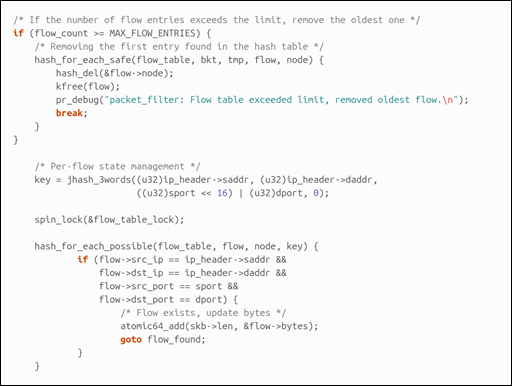 /* If the number of flow entries exceeds the limit, remove the oldest one */
if (flow_count >= MAX_FLOW_ENTRIES) {
    /* Removing the first entry found in the hash table */
    hash_for_each_safe(flow_table, bkt, tmp, flow, node) {
        hash_del(&flow->node);
        kfree(flow);
        pr_debug("packet_filter: Flow table exceeded limit, removed oldest flow.\n");
        break;
    }
}
    /* Per-flow state management */
    key = jhash_3words((u32)ip_header->saddr, (u32)ip_header->daddr,
                       ((u32)sport << 16) | (u32)dport, 0);
    spin_lock(&flow_table_lock);
    hash_for_each_possible(flow_table, flow, node, key) {
            if (flow->src_ip == ip_header->saddr &&
                flow->dst_ip == ip_header->daddr &&
                flow->src_port == sport &&
                flow->dst_port == dport) {
                    /* Flow exists, update bytes */
                    atomic64_add(skb->len, &flow->bytes);
                    goto flow_found;
            }
    }